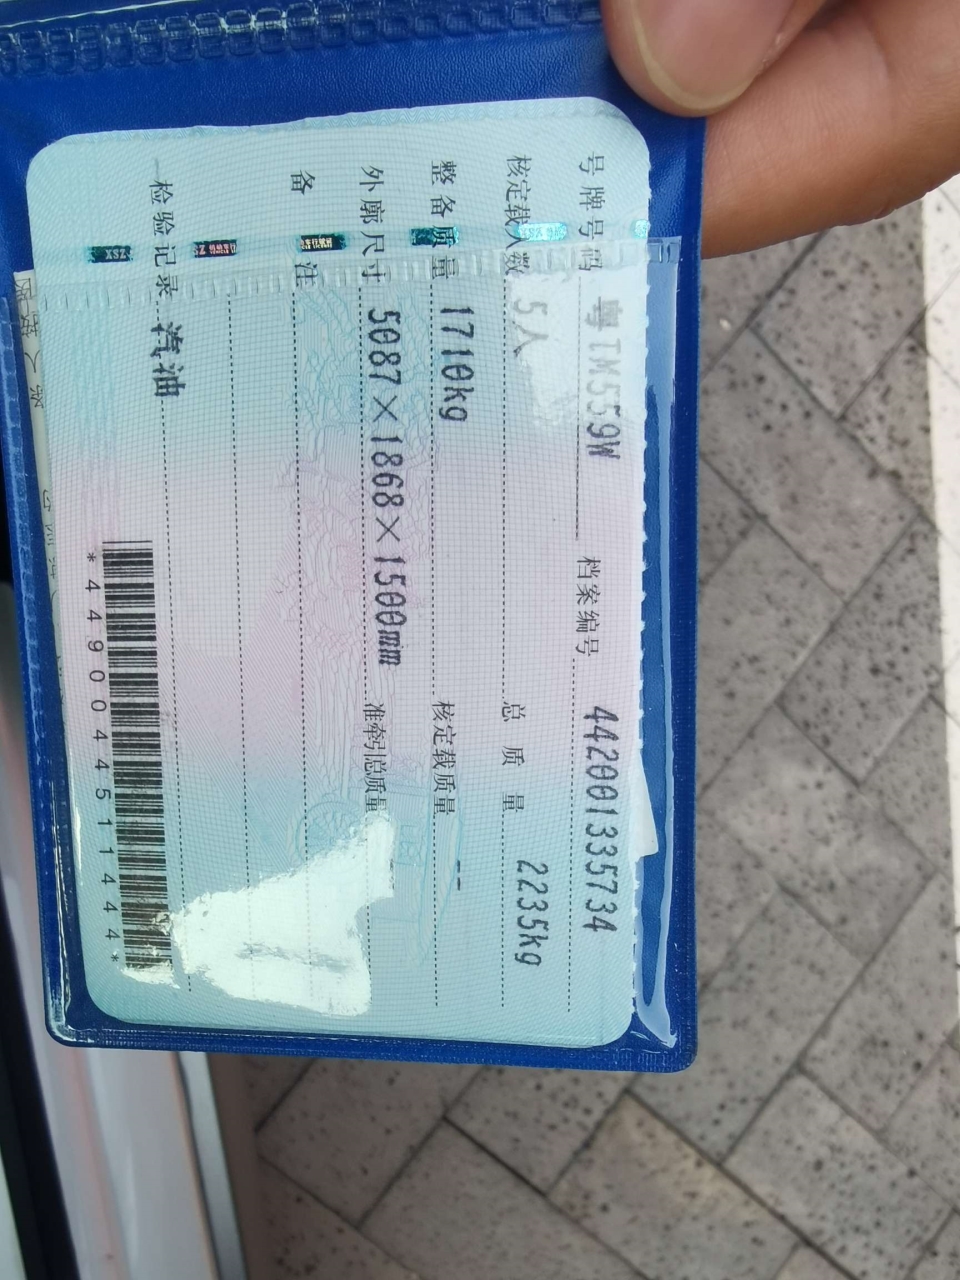 号牌号码 粤TM559W 档案编号 442001335734
核定载人数 5人 总质量 2235kg
整备质量 1710kg 核定载质量 --
外廓尺寸 5087×1868×1500mm 准牵引总质量
备注
检验记录 汽油
*4490044511444*